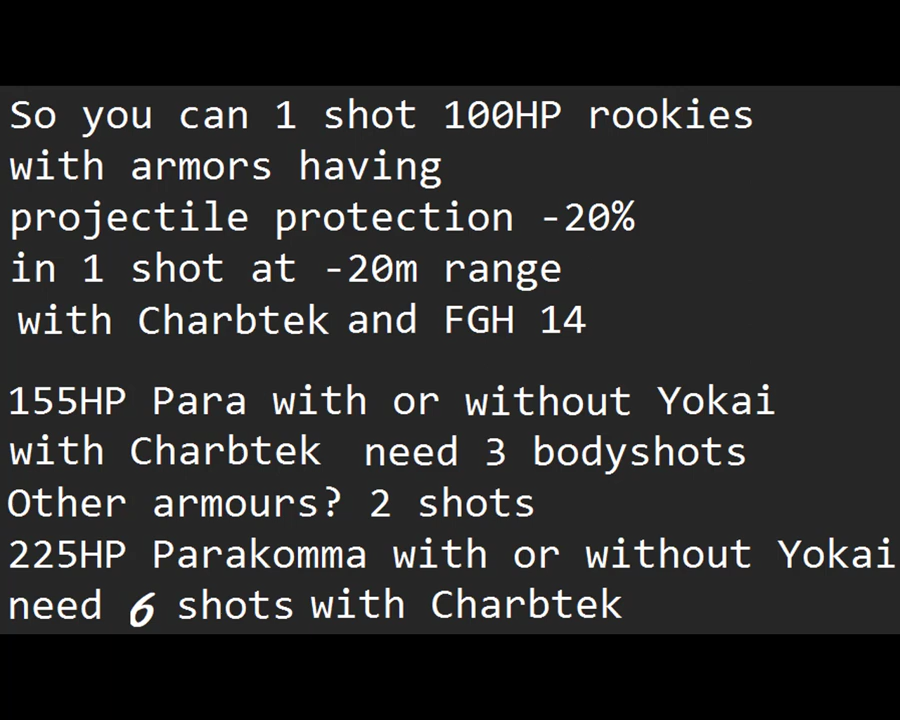 So you can 1 shot 100HP rookies
with armors having
projectile protection -20%
in 1 shot at -20m range
with Charbtek and FGH 14
155HP Para with or without Yokai
with Charbtek need 3 bodyshots
Other armours? 2 shots
225HP Parakomma with or without Yokai
need 6 shots with Charbtek